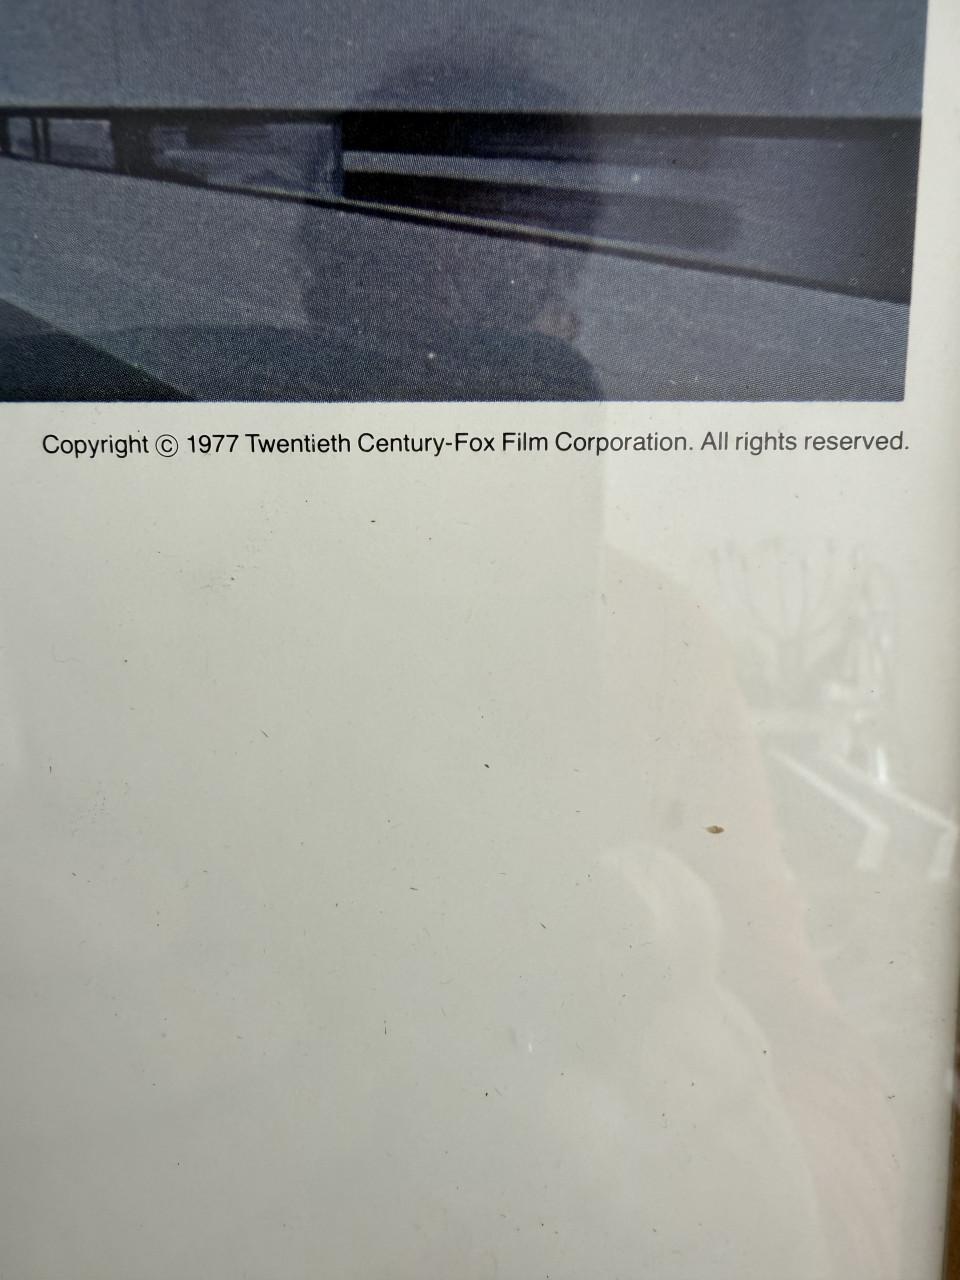 Copyright © 1977 Twentieth Century-Fox Film Corporation. All rights reserved.